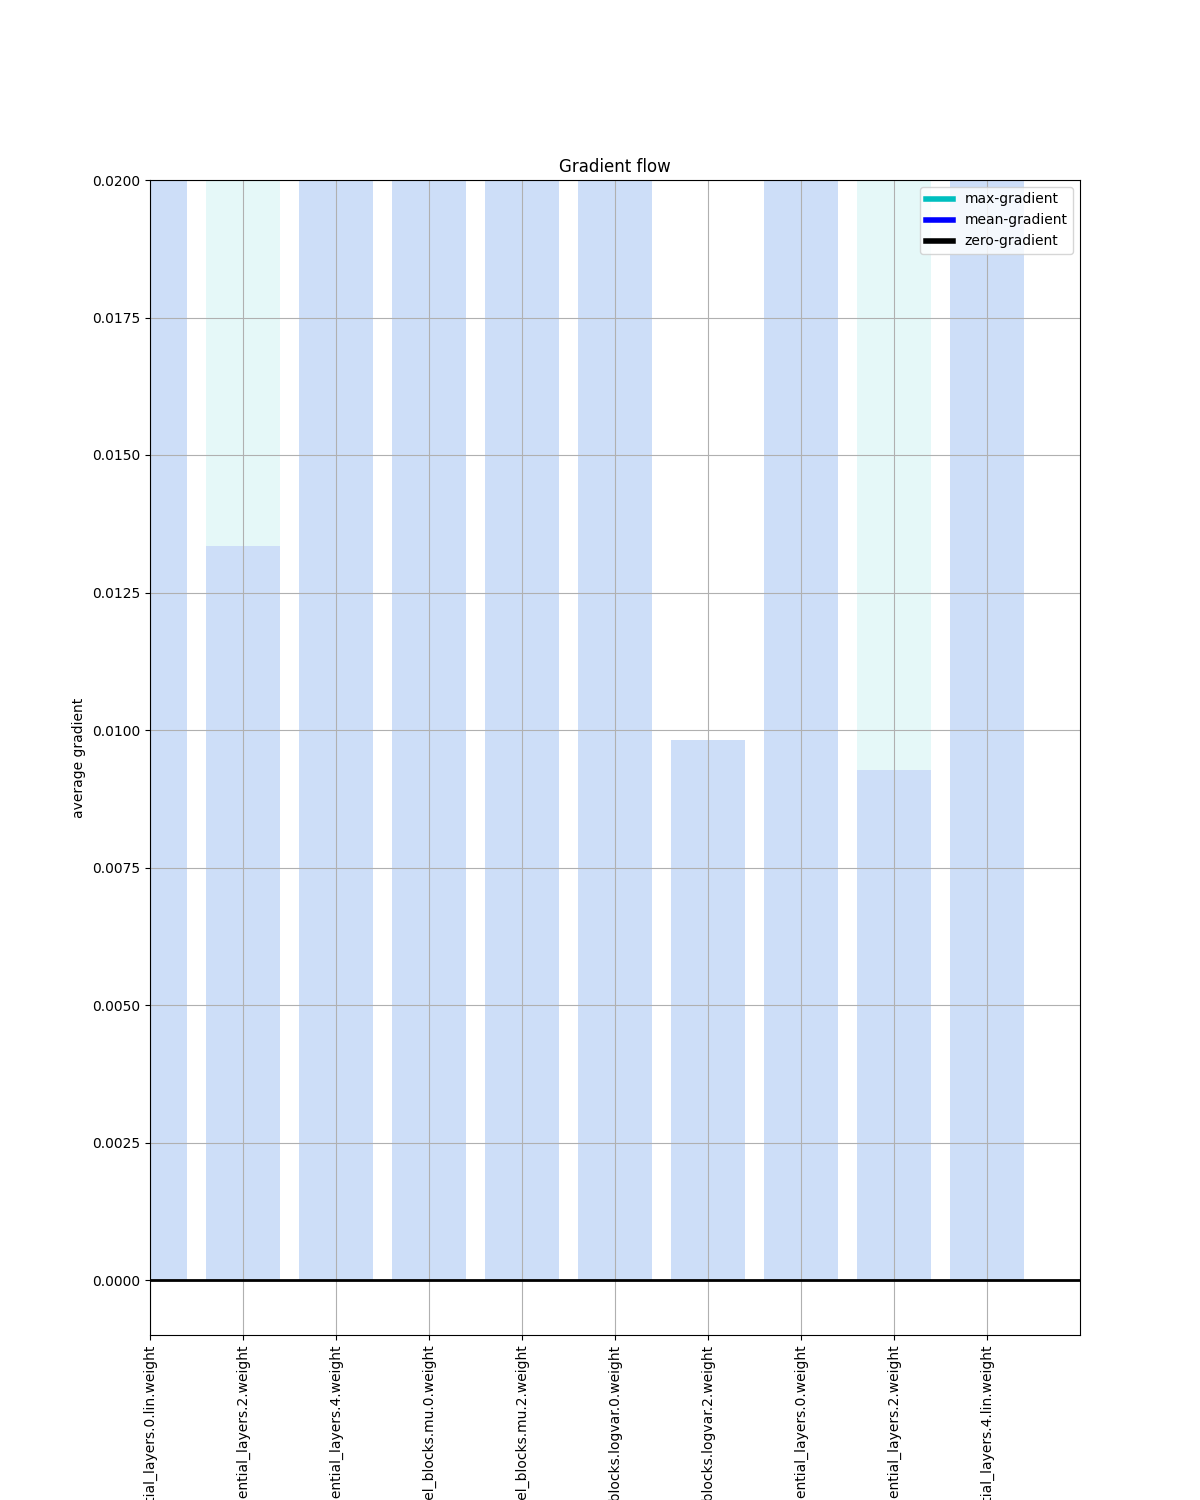 Gradient flow
max-gradient
mean-gradient
zero-gradient
0.0200
0.0175
0.0150
0.0125
0.0100
0.0075
0.0050
0.0025
0.0000
average gradient
tial_layers.0.lin.weight
ential_layers.2.weight
ential_layers.4.weight
el_blocks.mu.0.weight
el_blocks.mu.2.weight
blocks.logvar.0.weight
blocks.logvar.2.weight
ential_layers.0.weight
ential_layers.2.weight
tial_layers.4.lin.weight